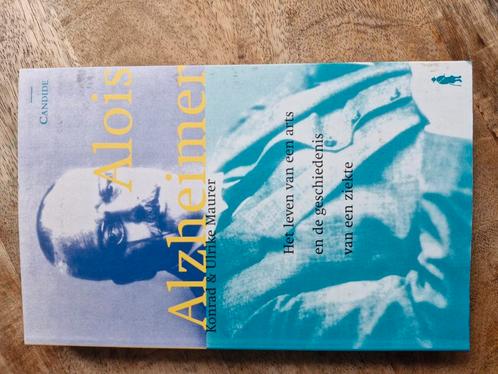 CANDIDE
Alois
Alzheimer
Konrad & Ulrike Maurer
Het leven van een arts
en de geschiedenis
van een ziekte